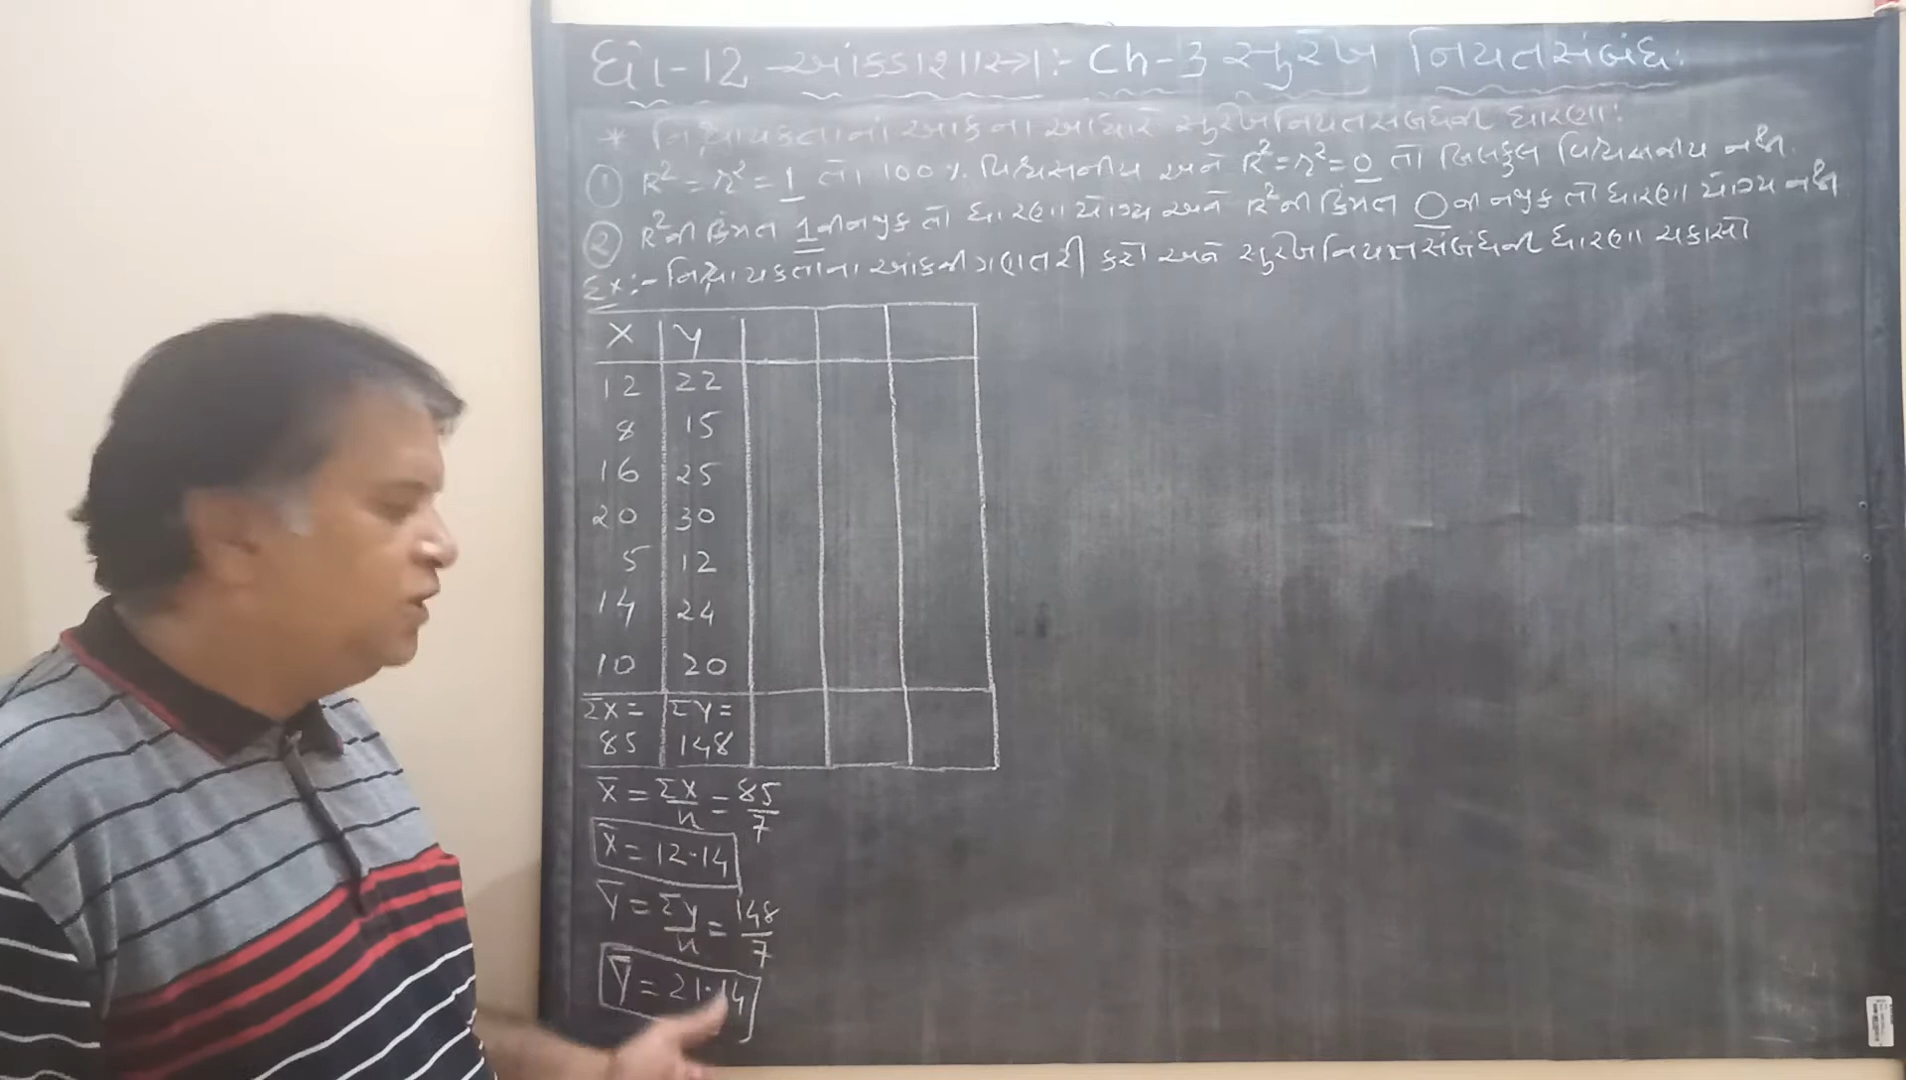 ધો-12 આંકડાશાસ્ત્ર:- Ch-3 સુરેખ નિયતસંબંધ:
* નિશ્ચાયકતાના આંકના આધારે સુરેખ નિયતસંબંધની ધારણા:
① R² = r² = 1 તો 100 % વિશ્વસનીય અને R² = r² = 0 તો બિલકુલ વિશ્વસનીય નથી.
② R²ની કિંમત 1ની નજીક તો ધારણા યોગ્ય અને R²ની કિંમત 0ની નજીક તો ધારણા યોગ્ય નથી
Ex:- નિશ્ચાયકતાના આંકની ગણતરી કરો અને સુરેખ નિયતસંબંધની ધારણા ચકાસો
X Y
12 22
8 15
16 25
20 30
5 12
14 24
10 20
ΣX = ΣY =
85 148
X̄ = ΣX/n = 85/7
X̄ = 12.14
Ȳ = Σy/n = 148/7
Ȳ = 21.14